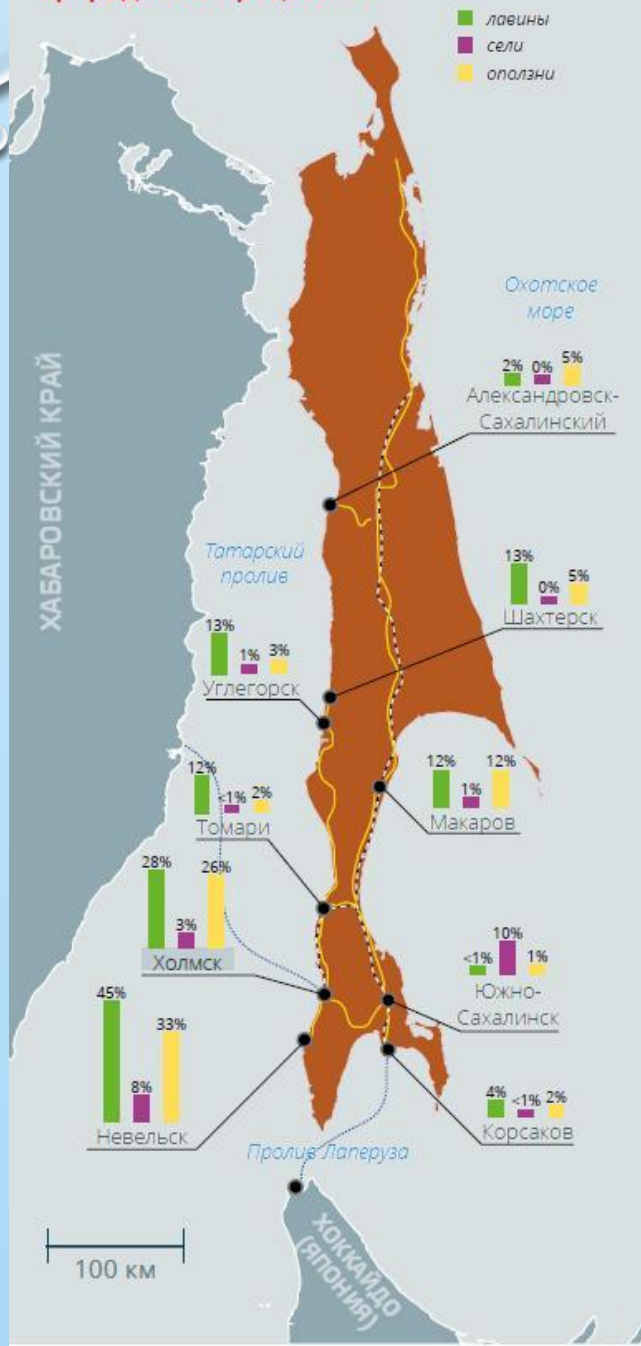 лавины
сели
оползни
Охотское
море
2% 0% 5%
Александровск-
Сахалинский
ХАБАРОВСКИЙ КРАЙ
Татарский
пролив
13% 0% 5%
Шахтерск
13% 1% 3%
Углегорск
12% <1% 2%
Томари
12% 1% 12%
Макаров
28% 3% 26%
Холмск
<1% 10% 1%
Южно-
Сахалинск
45% 8% 33%
Невельск
4% <1% 2%
Корсаков
Пролив Лаперуза
ХОККАЙДО
(ЯПОНИЯ)
100 км